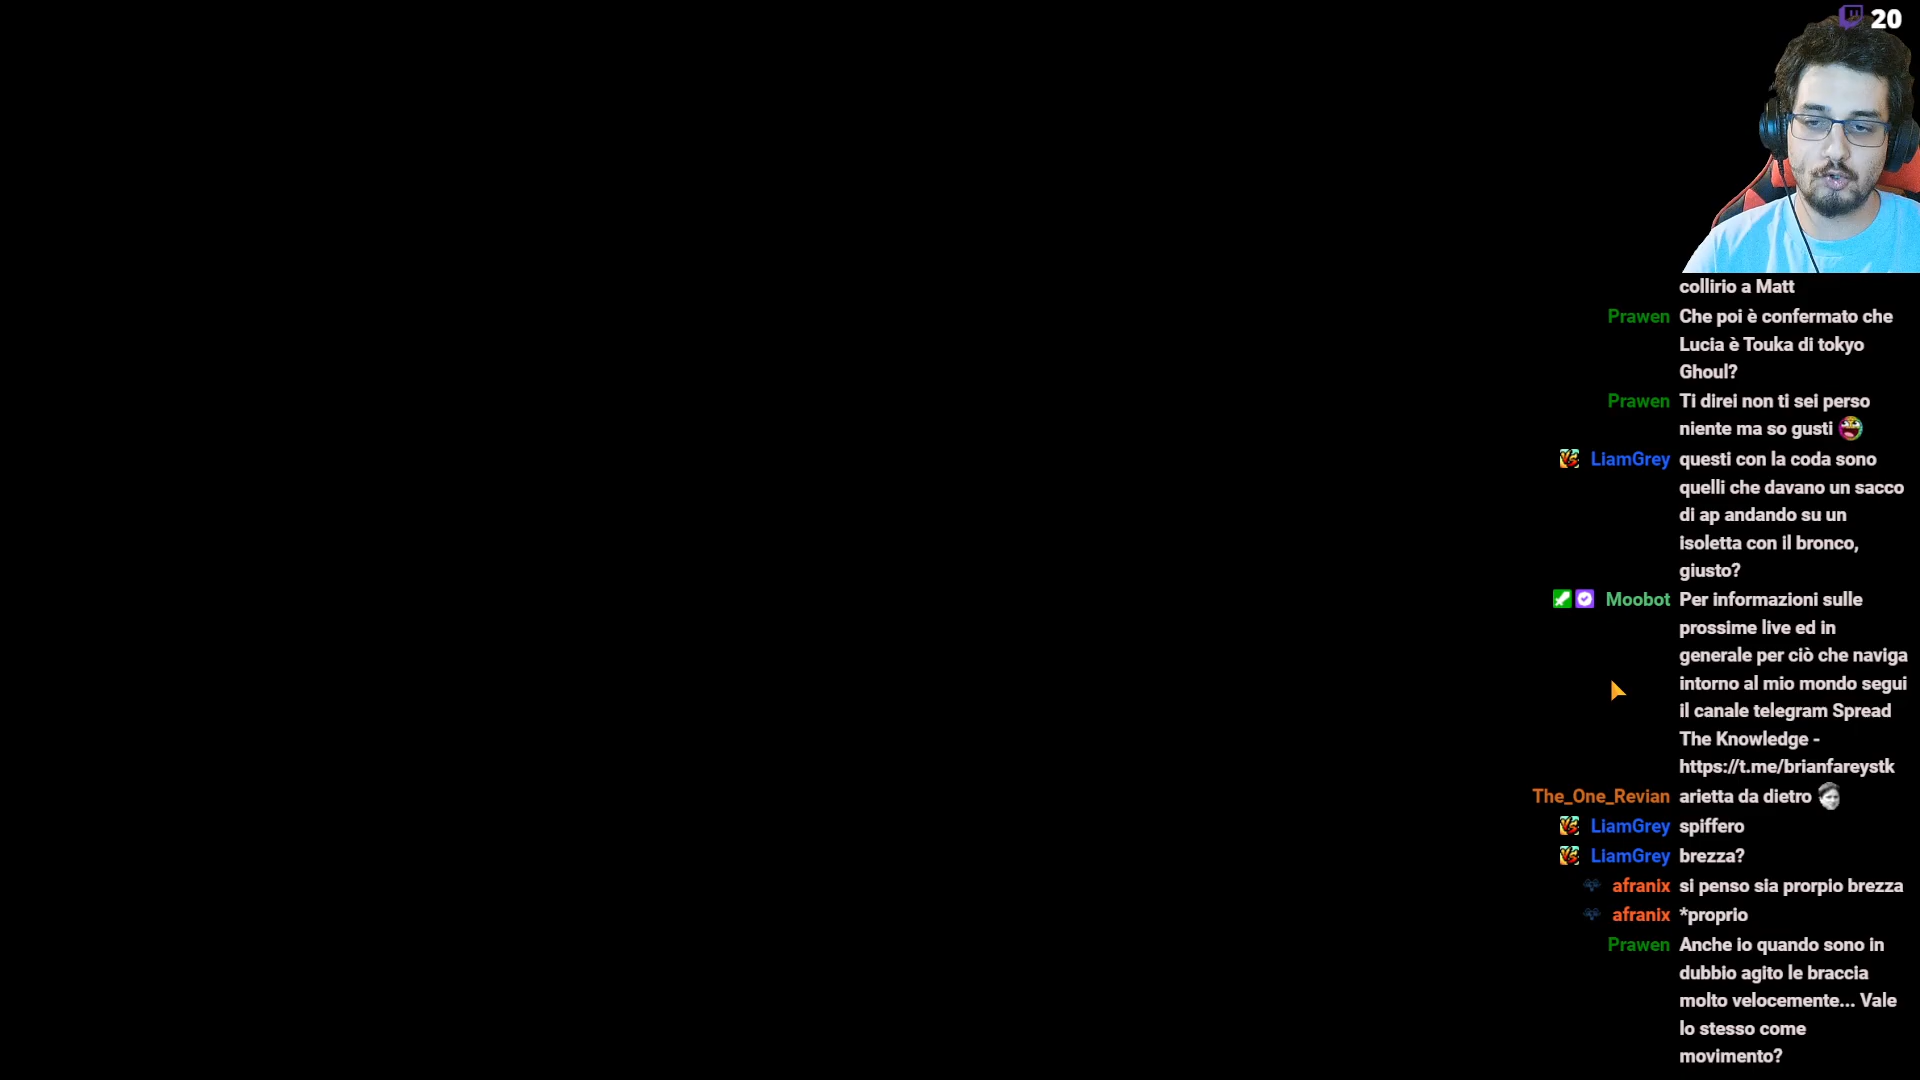 20
collirio a Matt
Prawen Che poi è confermato che
Lucia è Touka di tokyo
Ghoul?
Prawen Ti direi non ti sei perso
niente ma so gusti
LiamGrey questi con la coda sono
quelli che davano un sacco
di ap andando su un
isoletta con il bronco,
giusto?
Moobot Per informazioni sulle
prossime live ed in
generale per ciò che naviga
intorno al mio mondo segui
il canale telegram Spread
The Knowledge -
https://t.me/brianfareystk
The_One_Revian arietta da dietro
LiamGrey spiffero
LiamGrey brezza?
afranix si penso sia prorpio brezza
afranix *proprio
Prawen Anche io quando sono in
dubbio agito le braccia
molto velocemente... Vale
lo stesso come
movimento?